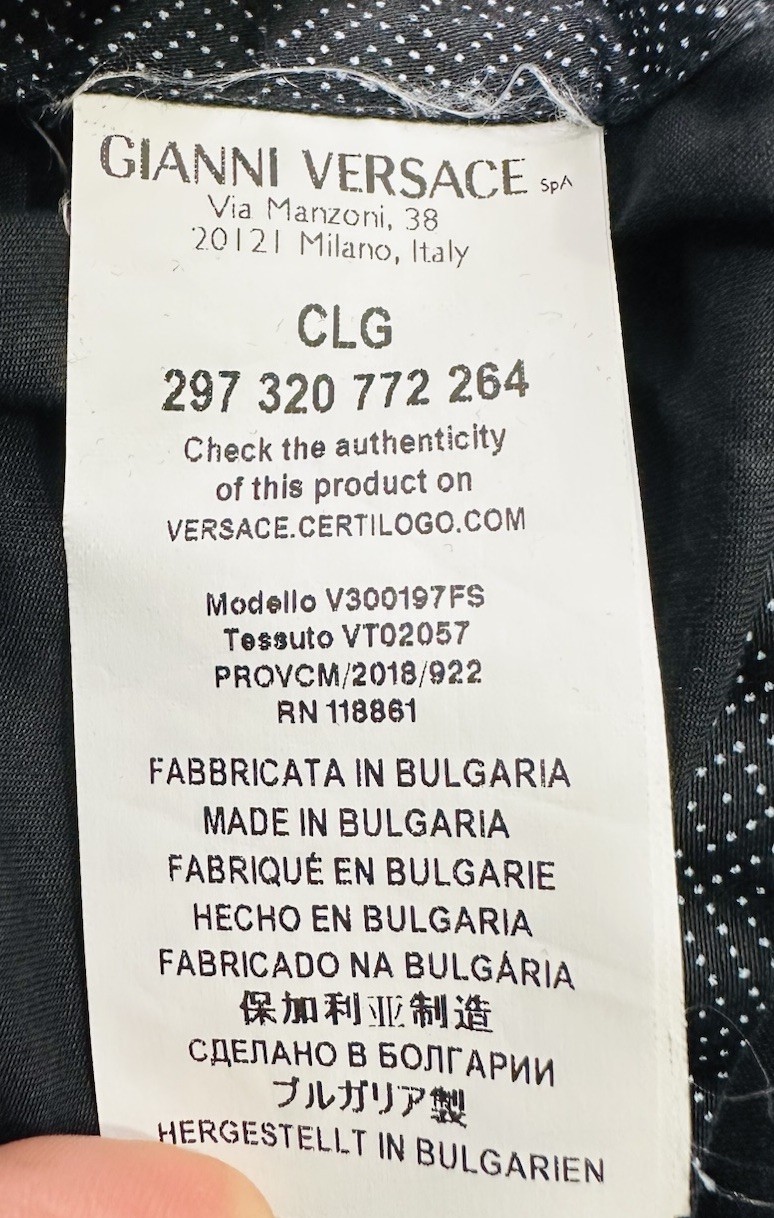 GIANNI VERSACE SpA
Via Manzoni, 38
20121 Milano, Italy
CLG
297 320 772 264
Check the authenticity
of this product on
VERSACE.CERTILOGO.COM
Modello V300197FS
Tessuto VT02057
PROVCM/2018/922
RN 118861
FABBRICATA IN BULGARIA
MADE IN BULGARIA
FABRIQUÉ EN BULGARIE
HECHO EN BULGARIA
FABRICADO NA BULGÁRIA
保加利亚制造
СДЕЛАНО В БОЛГАРИИ
ブルガリア製
HERGESTELLT IN BULGARIEN